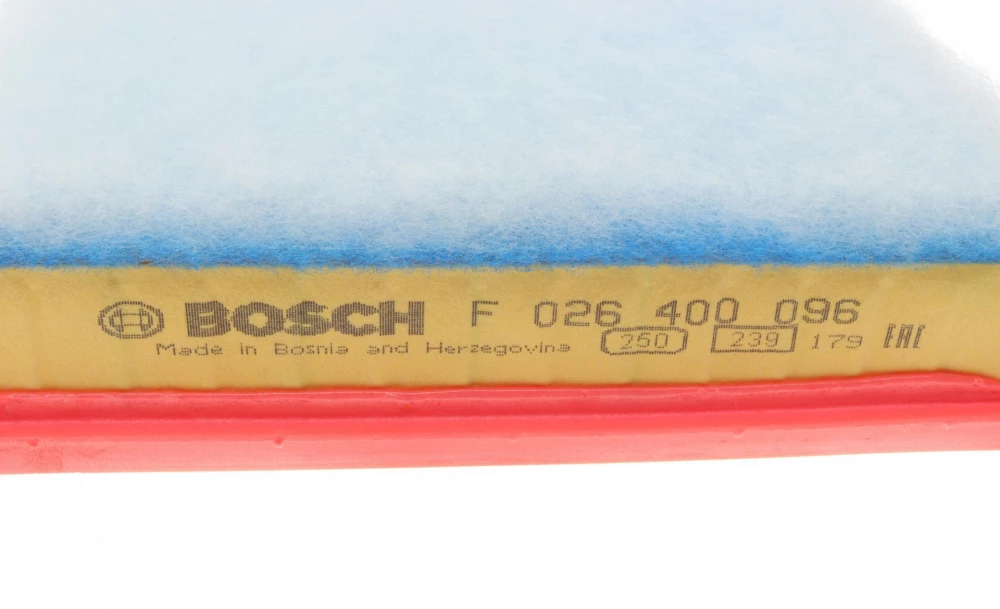 BOSCH F 026 400 096
Made in Bosnia and Herzegovina 250 239 179 EAC